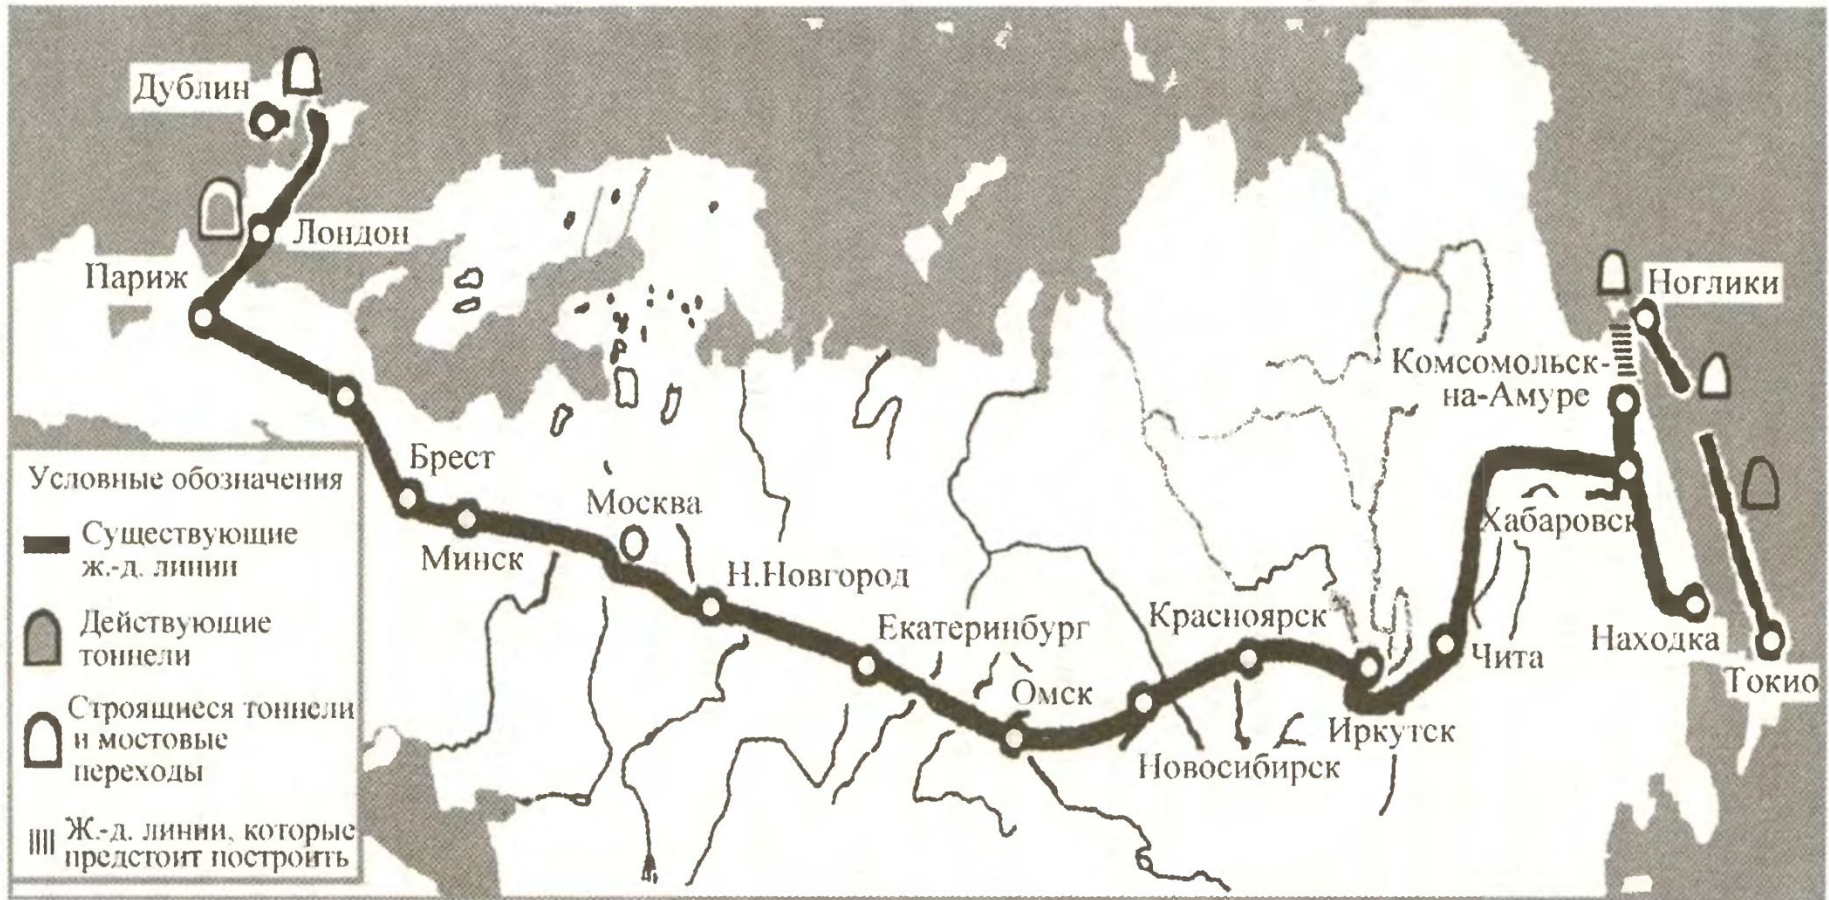 Дублин
Лондон
Париж
Ноглики
Комсомольск-
на-Амуре
Брест
Москва
Минск
Н.Новгород
Екатеринбург
Омск
Красноярск
Новосибирск
Иркутск
Чита
Хабаровск
Находка
Токио
Условные обозначения
Существующие
ж.-д. линии
Действующие
тоннели
Строящиеся тоннели
и мостовые
переходы
Ж.-д. линии, которые
предстоит построить